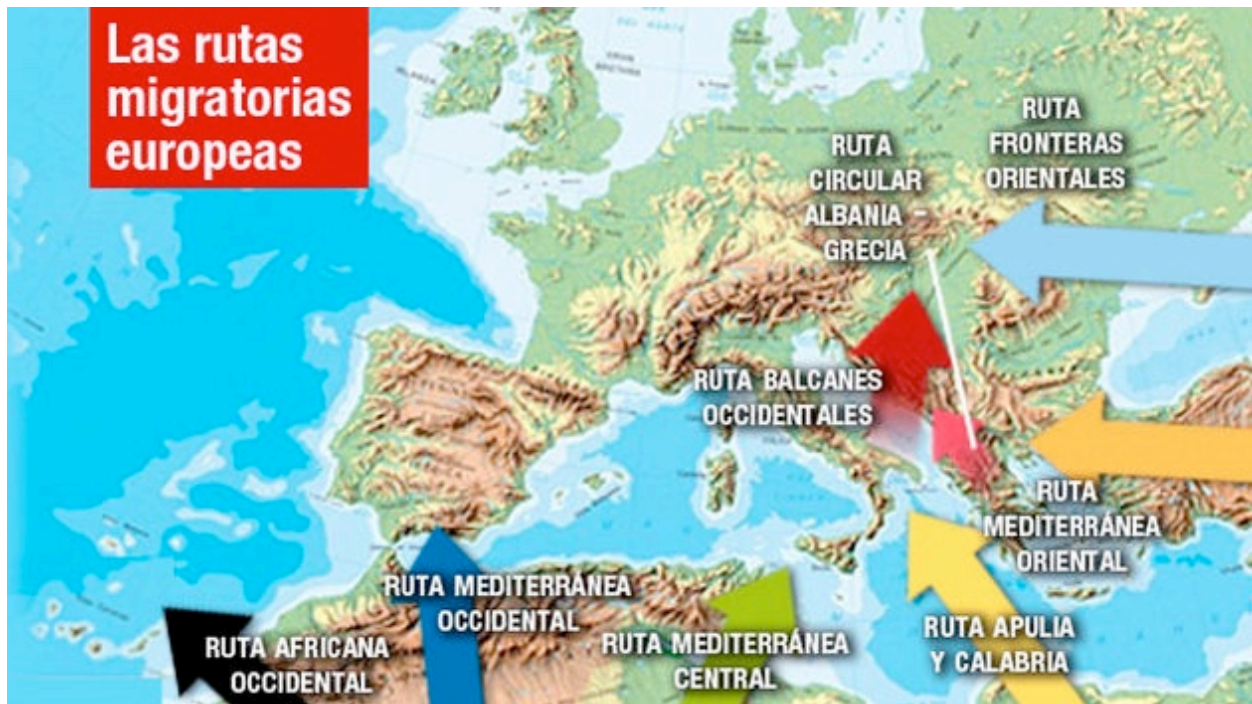 Las rutas
migratorias
europeas
RUTA
CIRCULAR
ALBANIA -
GRECIA
RUTA
FRONTERAS
ORIENTALES
RUTA BALCANES
OCCIDENTALES
RUTA
MEDITERRÁNEA
ORIENTAL
RUTA MEDITERRÁNEA
OCCIDENTAL
RUTA AFRICANA
OCCIDENTAL
RUTA MEDITERRÁNEA
CENTRAL
RUTA APULIA
Y CALABRIA